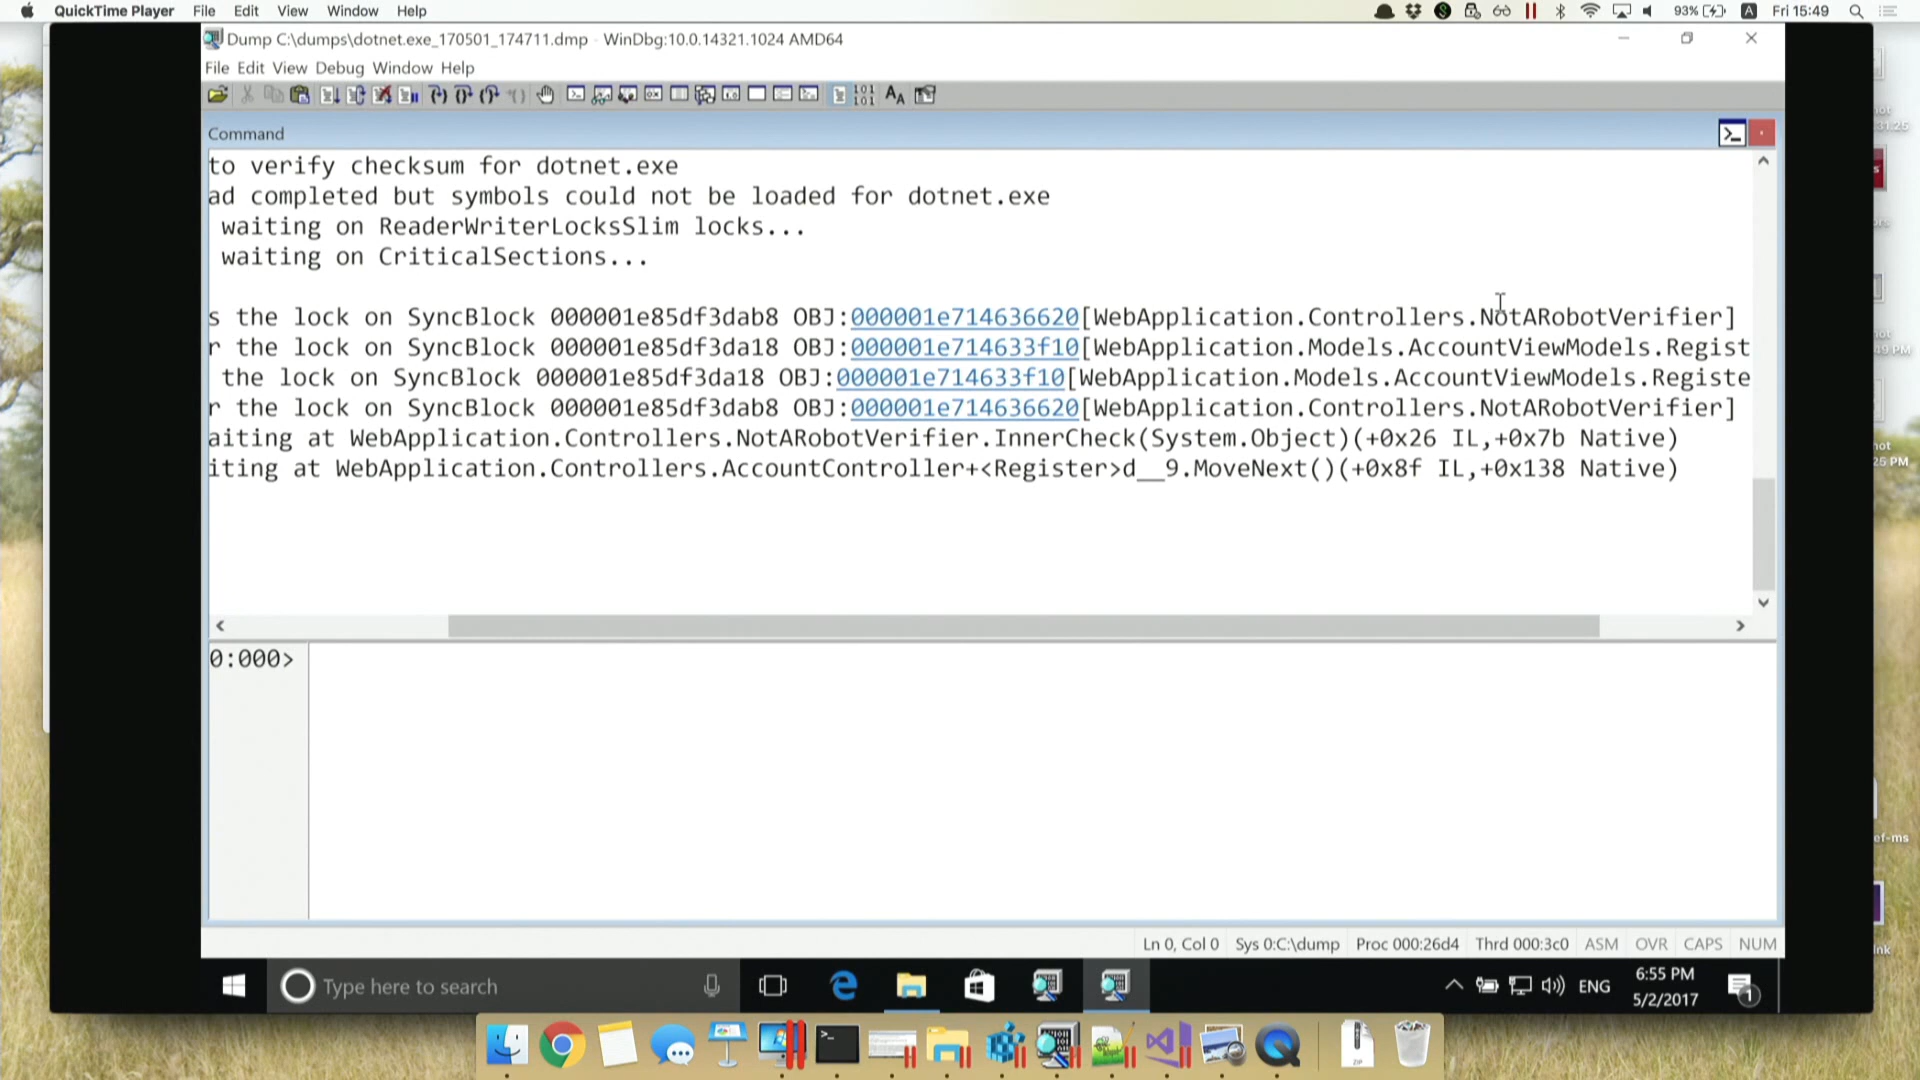 QuickTime Player File Edit View Window Help 93% A Fri 15:49
Dump C:\dumps\dotnet.exe_170501_174711.dmp - WinDbg:10.0.14321.1024 AMD64
File Edit View Debug Window Help
Command
to verify checksum for dotnet.exe
ad completed but symbols could not be loaded for dotnet.exe
waiting on ReaderWriterLocksSlim locks...
waiting on CriticalSections...
s the lock on SyncBlock 000001e85df3dab8 OBJ:000001e714636620[WebApplication.Controllers.NotARobotVerifier]
r the lock on SyncBlock 000001e85df3da18 OBJ:000001e714633f10[WebApplication.Models.AccountViewModels.Regist
the lock on SyncBlock 000001e85df3da18 OBJ:000001e714633f10[WebApplication.Models.AccountViewModels.Registe
r the lock on SyncBlock 000001e85df3dab8 OBJ:000001e714636620[WebApplication.Controllers.NotARobotVerifier]
aiting at WebApplication.Controllers.NotARobotVerifier.InnerCheck(System.Object)(+0x26 IL,+0x7b Native)
iting at WebApplication.Controllers.AccountController+<Register>d__9.MoveNext()(+0x8f IL,+0x138 Native)
0:000>
Ln 0, Col 0 Sys 0:C:\dump Proc 000:26d4 Thrd 000:3c0 ASM OVR CAPS NUM
Type here to search
ENG
6:55 PM
5/2/2017
1
ef-ms
ZIP